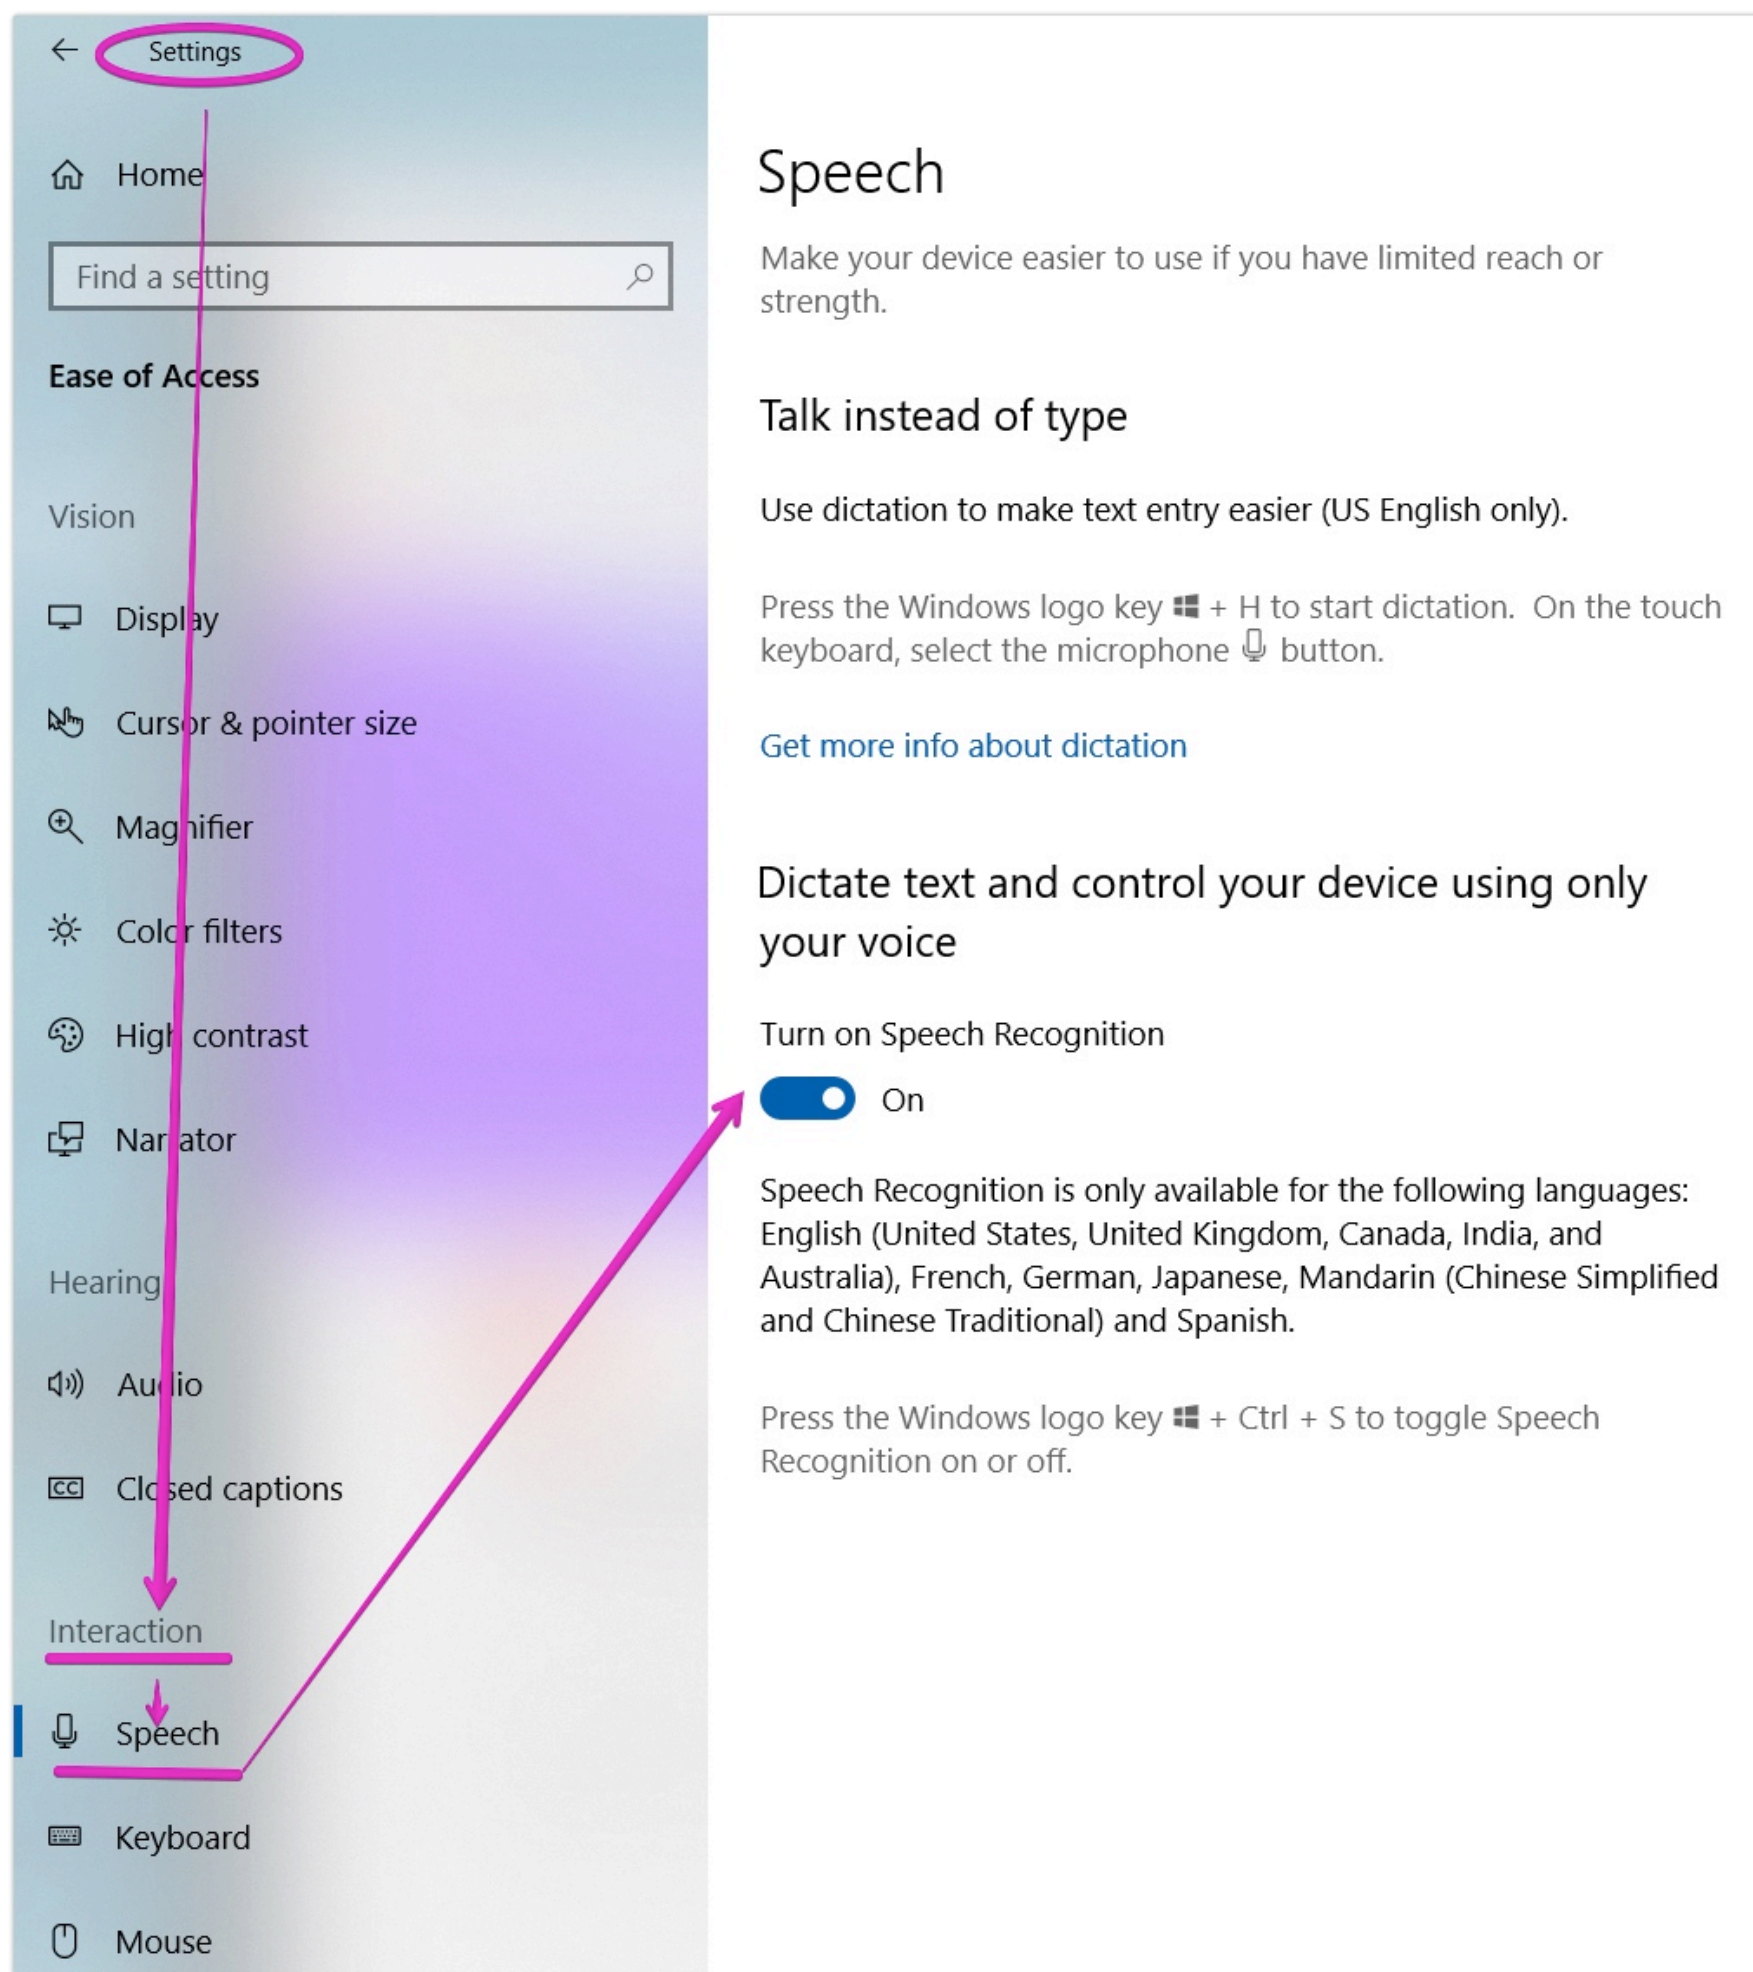 Settings
Home
Find a setting
Ease of Access
Vision
Display
Cursor & pointer size
Magnifier
Color filters
High contrast
Narrator
Hearing
Audio
CC
Closed captions
Interaction
Speech
Keyboard
Mouse
Speech
Make your device easier to use if you have limited reach or
strength.
Talk instead of type
Use dictation to make text entry easier (US English only).
Press the Windows logo key + H to start dictation. On the touch
keyboard, select the microphone button.
Get more info about dictation
Dictate text and control your device using only
your voice
Turn on Speech Recognition
On
Speech Recognition is only available for the following languages:
English (United States, United Kingdom, Canada, India, and
Australia), French, German, Japanese, Mandarin (Chinese Simplified
and Chinese Traditional) and Spanish.
Press the Windows logo key + Ctrl + S to toggle Speech
Recognition on or off.